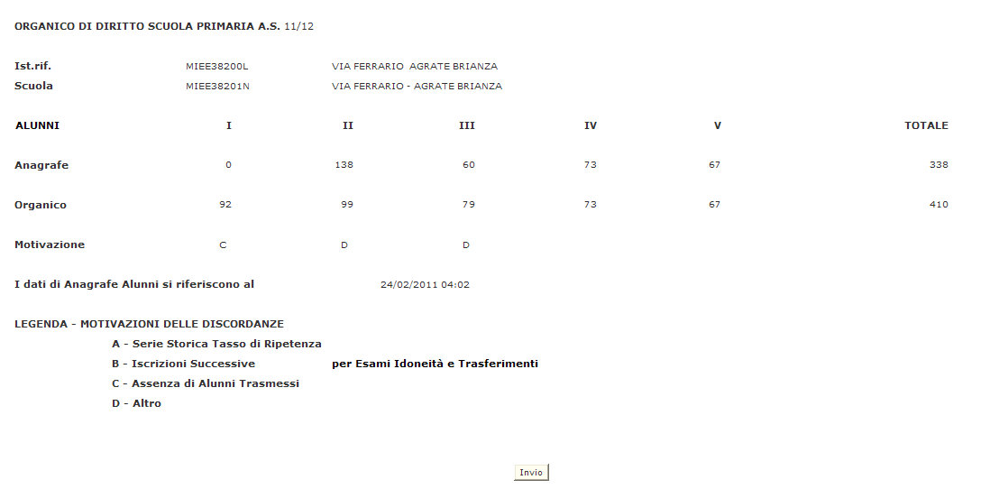 ORGANICO DI DIRITTO SCUOLA PRIMARIA A.S. 11/12
Ist.rif. MIEE38200L VIA FERRARIO AGRATE BRIANZA
Scuola MIEE38201N VIA FERRARIO - AGRATE BRIANZA
ALUNNI I II III IV V TOTALE
Anagrafe 0 138 60 73 67 338
Organico 92 99 79 73 67 410
Motivazione C D D
I dati di Anagrafe Alunni si riferiscono al 24/02/2011 04:02
LEGENDA - MOTIVAZIONI DELLE DISCORDANZE
A - Serie Storica Tasso di Ripetenza
B - Iscrizioni Successive per Esami Idoneità e Trasferimenti
C - Assenza di Alunni Trasmessi
D - Altro
Invio